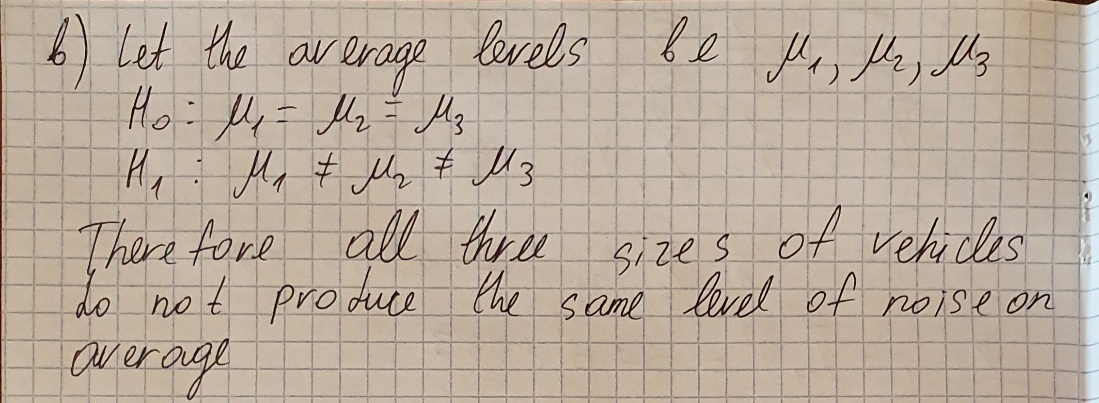 b) Let the average levels be μ₁, μ₂, μ₃
H₀: μ₁ = μ₂ = μ₃
H₁: μ₁ ≠ μ₂ ≠ μ₃
Therefore all three sizes of vehicles
do not produce the same level of noise on
average